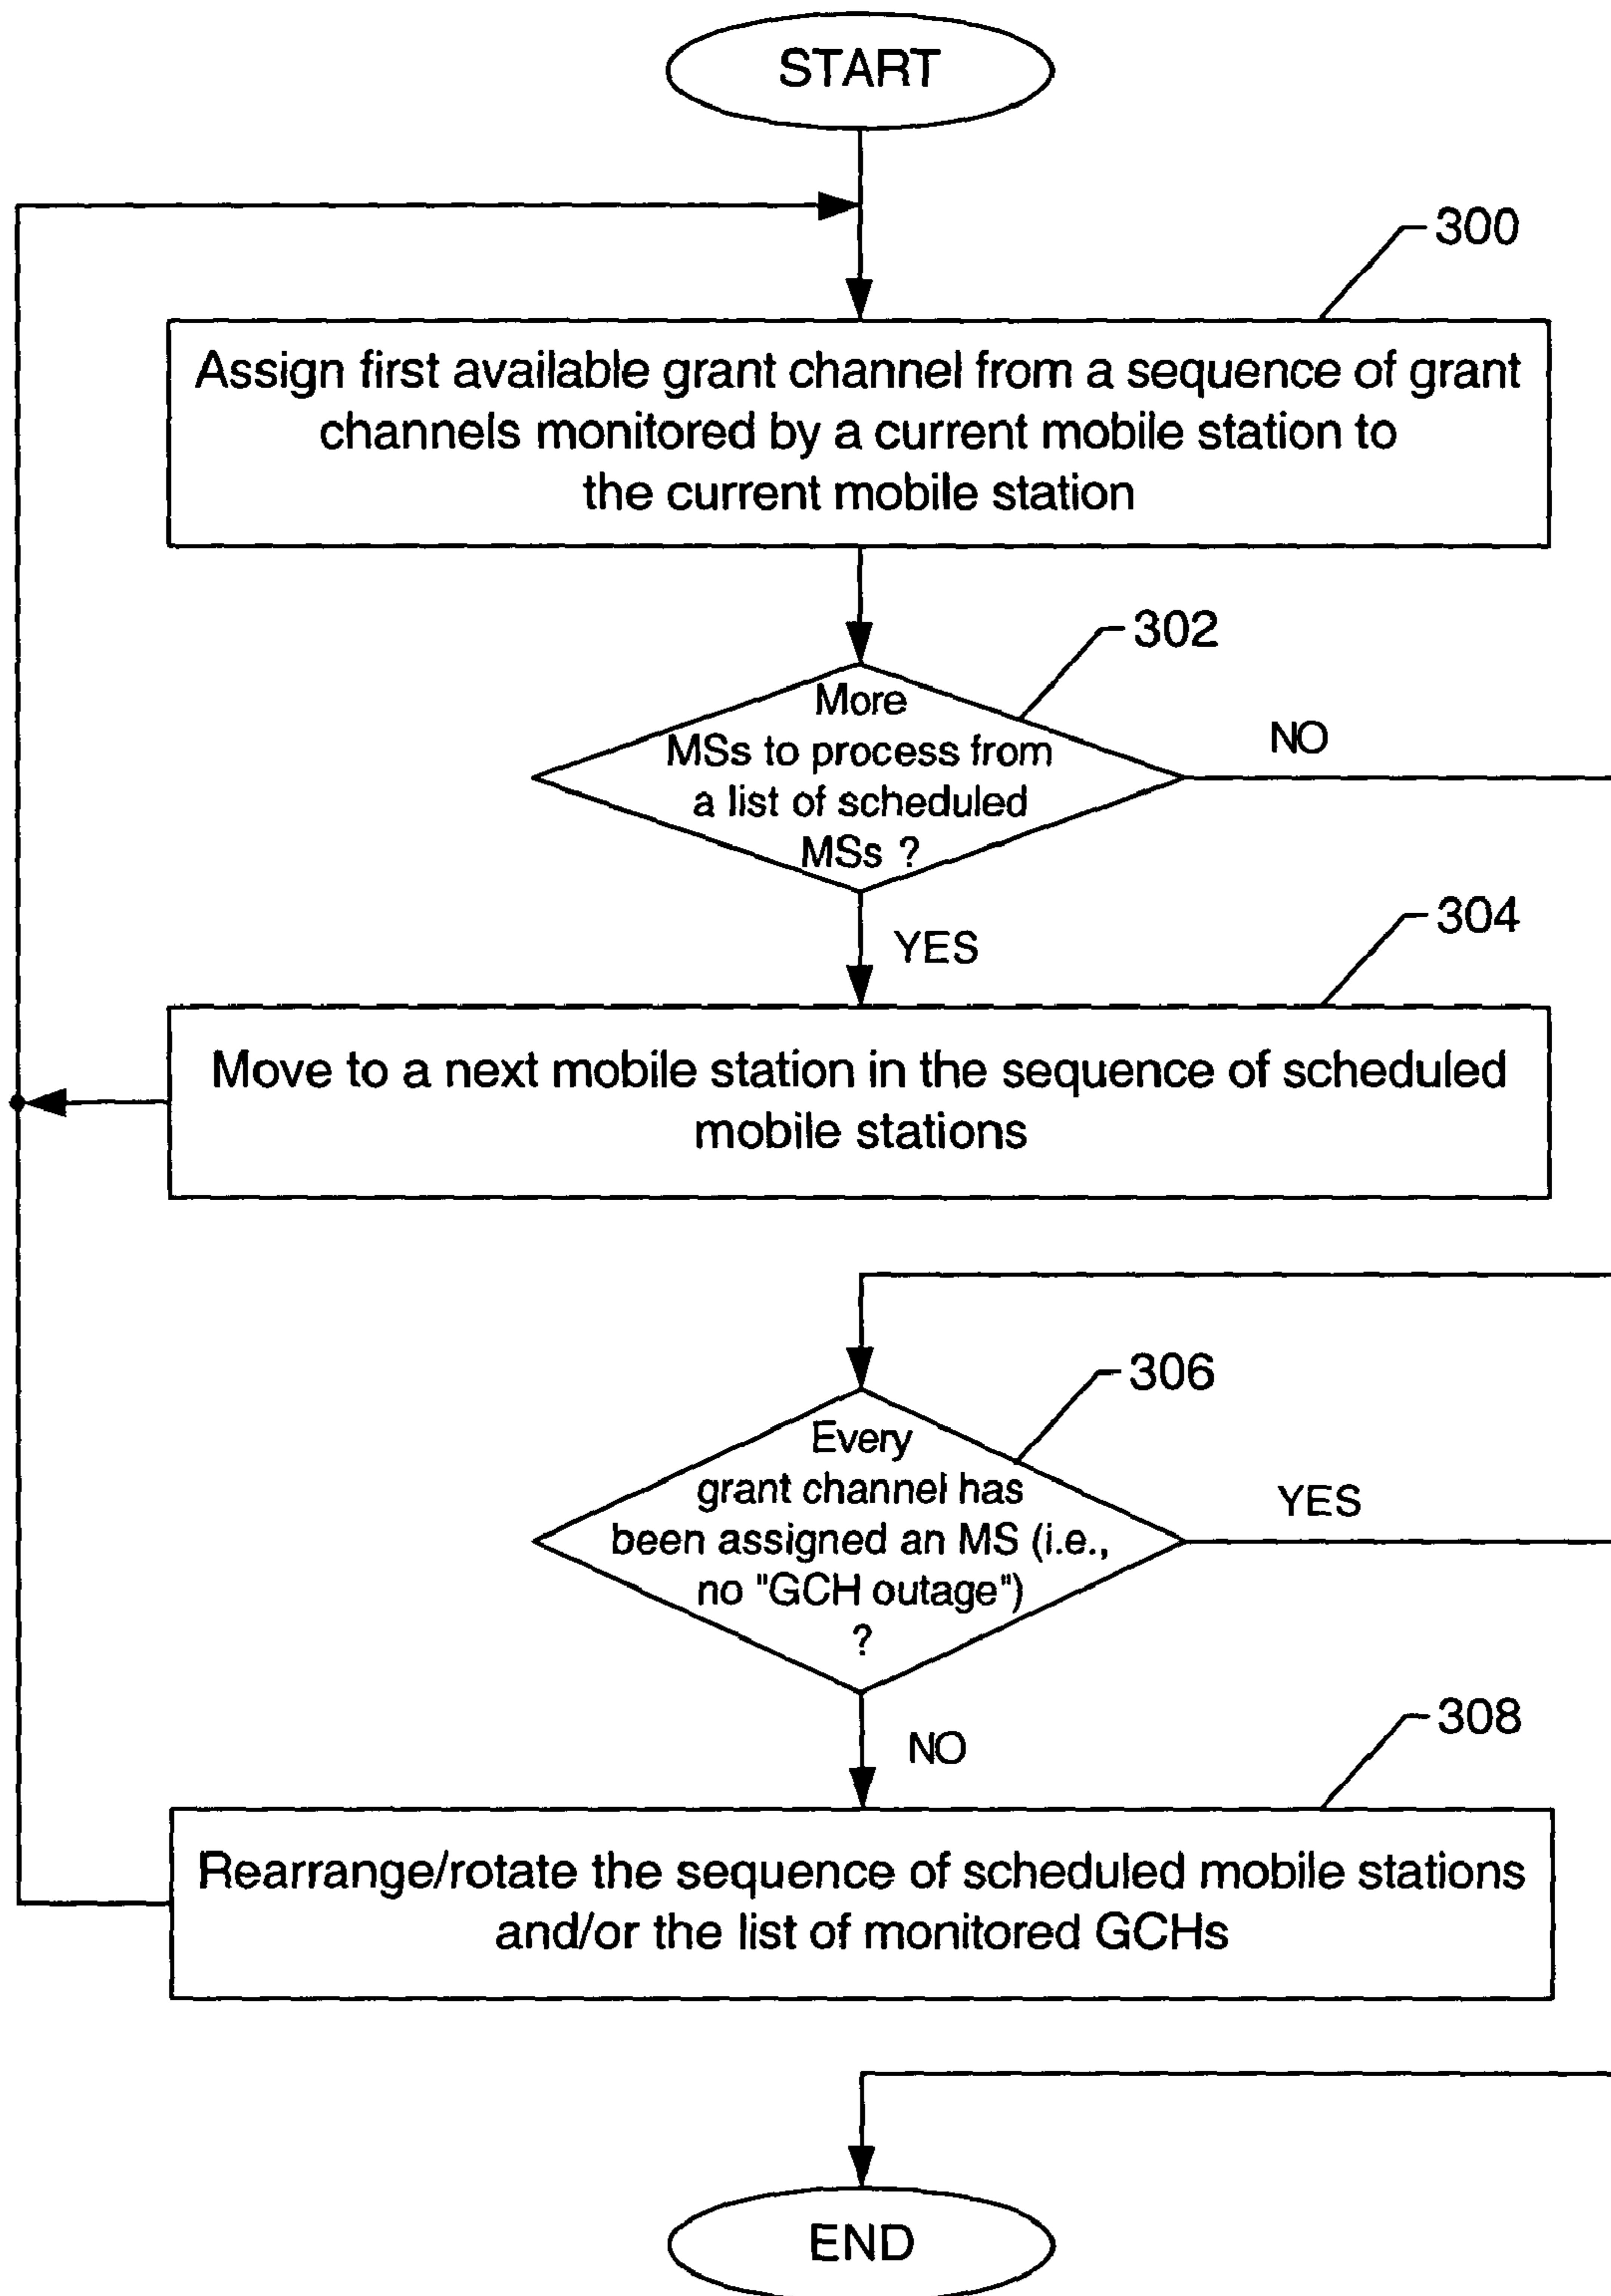 START
300
Assign first available grant channel from a sequence of grant
channels monitored by a current mobile station to
the current mobile station
302
More
MSs to process from
a list of scheduled
MSs ?
NO
YES
304
Move to a next mobile station in the sequence of scheduled
mobile stations
306
Every
grant channel has
been assigned an MS (i.e.,
no "GCH outage")
?
YES
NO
308
Rearrange/rotate the sequence of scheduled mobile stations
and/or the list of monitored GCHs
END